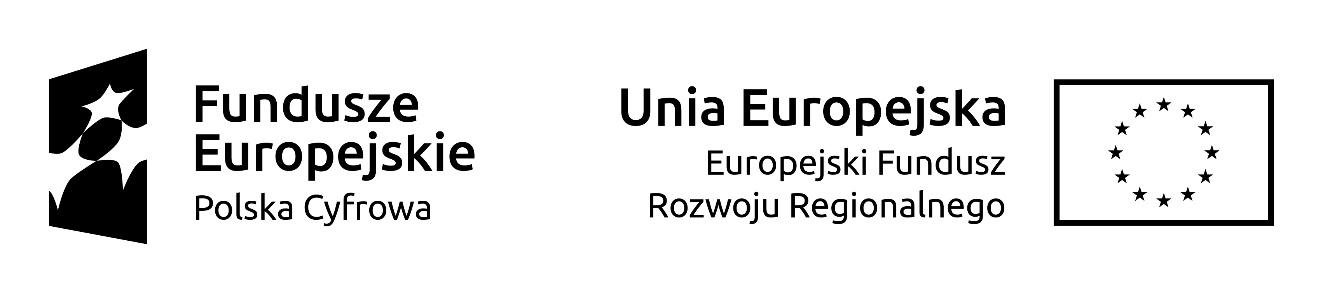 Fundusze
Europejskie
Polska Cyfrowa
Unia Europejska
Europejski Fundusz
Rozwoju Regionalnego